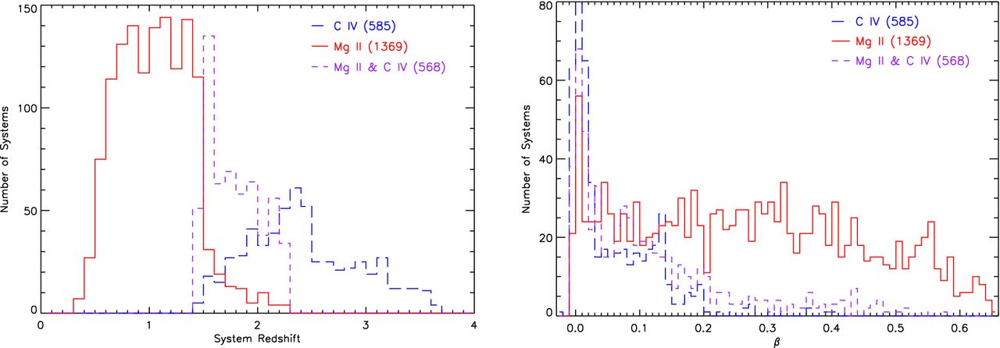 150
100
50
0
0
1
2
3
4
Number of Systems
System Redshift
C IV (585)
Mg II (1369)
Mg II & C IV (568)
80
60
40
20
0
0.0
0.1
0.2
0.3
0.4
0.5
0.6
Number of Systems
β
C IV (585)
Mg II (1369)
Mg II & C IV (568)